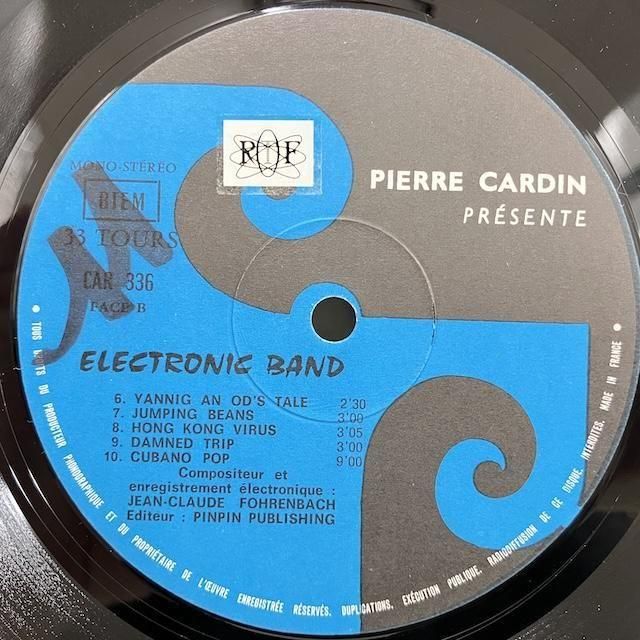 MONO-STÉRÉO
BIEM
33 TOURS
CAR 336
FACE B
RTF
PIERRE CARDIN
PRÉSENTE
ELECTRONIC BAND
6. YANNIG AN OD'S TALE 2'30
7. JUMPING BEANS 3'00
8. HONG KONG VIRUS 3'05
9. DAMNED TRIP 3'00
10. CUBANO POP 9'00
Compositeur et
enregistrement électronique :
JEAN-CLAUDE FOHRENBACH
Editeur : PINPIN PUBLISHING
• TOUS DROITS DU PRODUCTEUR PHONOGRAPHIQUE ET DU PROPRIÉTAIRE DE L'ŒUVRE ENREGISTRÉE RÉSERVÉS. DUPLICATIONS, EXÉCUTION PUBLIQUE, RADIODIFFUSION DE CE DISQUE, INTERDITES. MADE IN FRANCE •